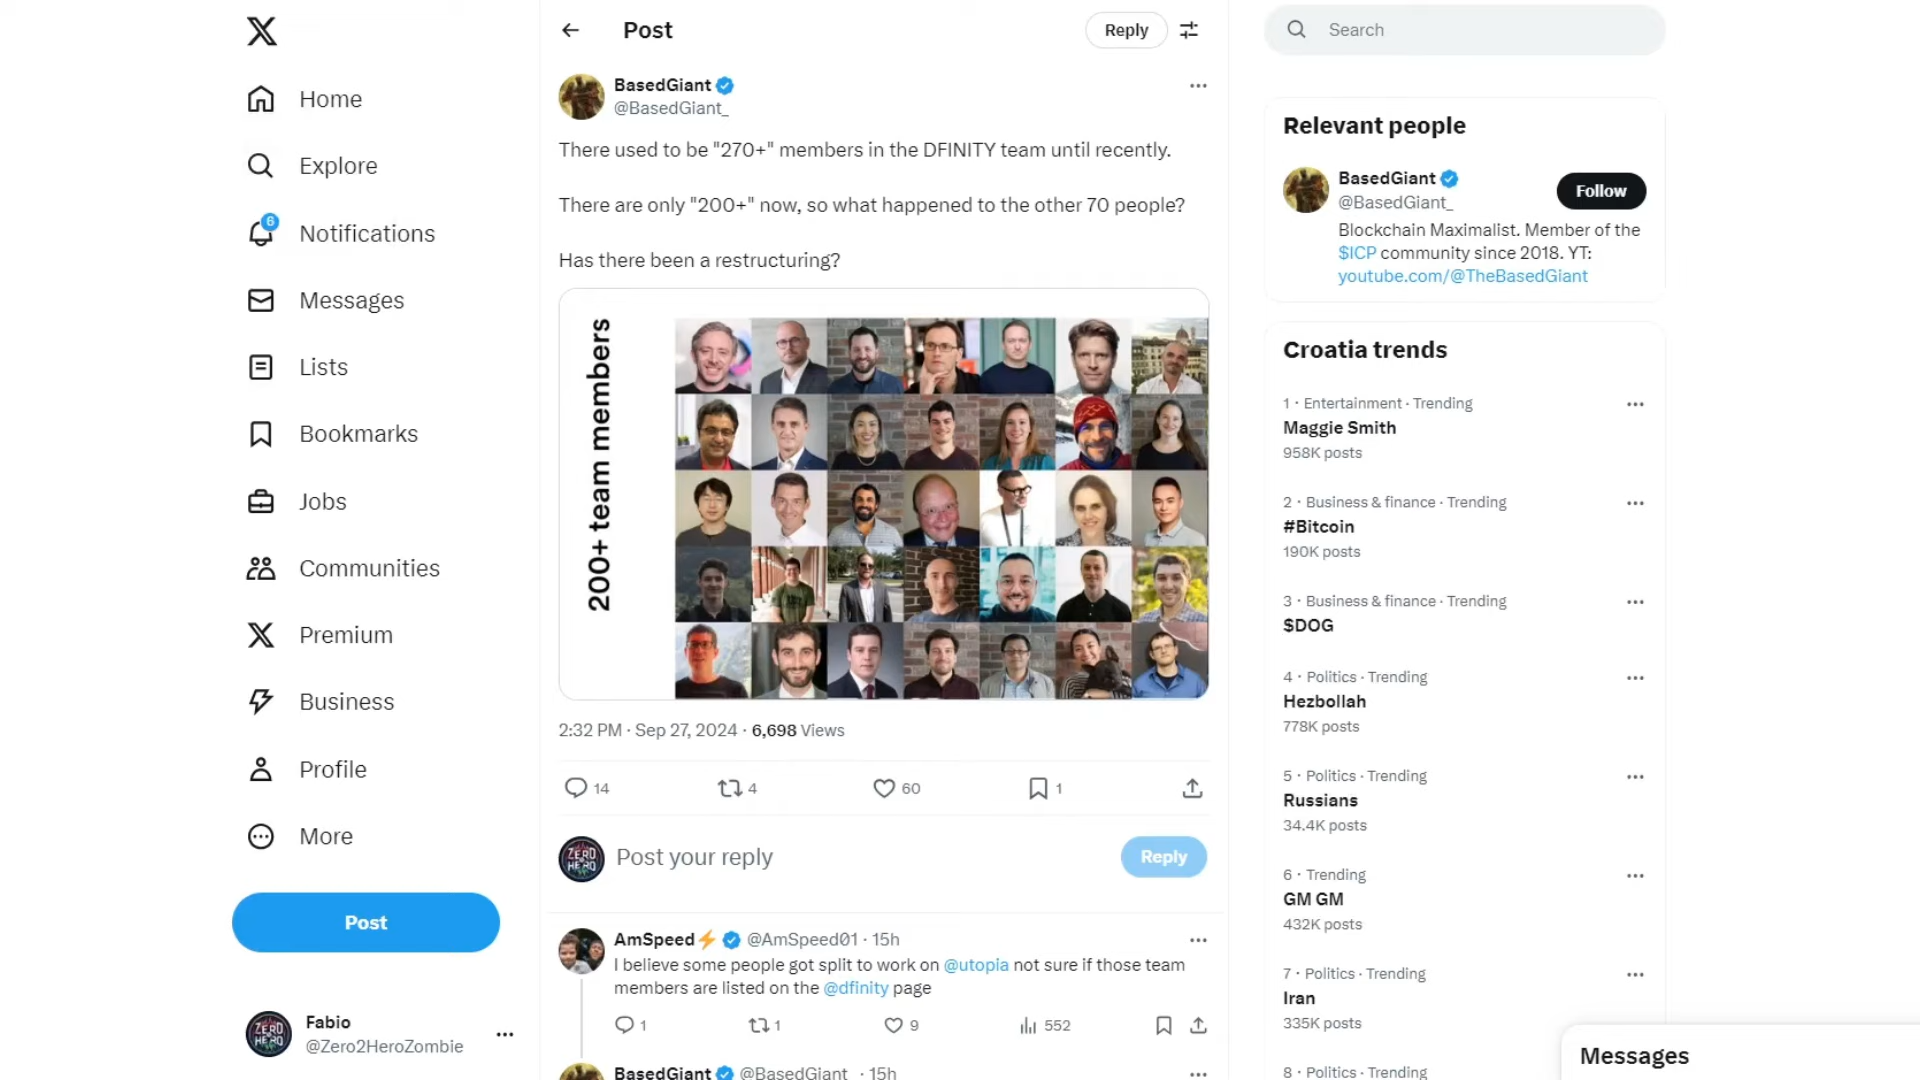 Home
Explore
6
Notifications
Messages
Lists
Bookmarks
Jobs
Communities
Premium
Business
Profile
More
Post
Fabio
@Zero2HeroZombie
Post
Reply
BasedGiant
@BasedGiant_
There used to be "270+" members in the DFINITY team until recently.
There are only "200+" now, so what happened to the other 70 people?
Has there been a restructuring?
200+ team members
2:32 PM · Sep 27, 2024 · 6,698 Views
14
4
60
1
ZERO
HERO
Post your reply
Reply
AmSpeed⚡ @AmSpeed01 · 15h
I believe some people got split to work on @utopia not sure if those team
members are listed on the @dfinity page
1
1
9
552
BasedGiant @BasedGiant_ · 15h
Search
Relevant people
BasedGiant
@BasedGiant_
Follow
Blockchain Maximalist. Member of the
$ICP community since 2018. YT:
youtube.com/@TheBasedGiant
Croatia trends
1 · Entertainment · Trending
Maggie Smith
958K posts
2 · Business & finance · Trending
#Bitcoin
190K posts
3 · Business & finance · Trending
$DOG
4 · Politics · Trending
Hezbollah
778K posts
5 · Politics · Trending
Russians
34.4K posts
6 · Trending
GM GM
432K posts
7 · Politics · Trending
Iran
335K posts
8 · Politics · Trending
Messages